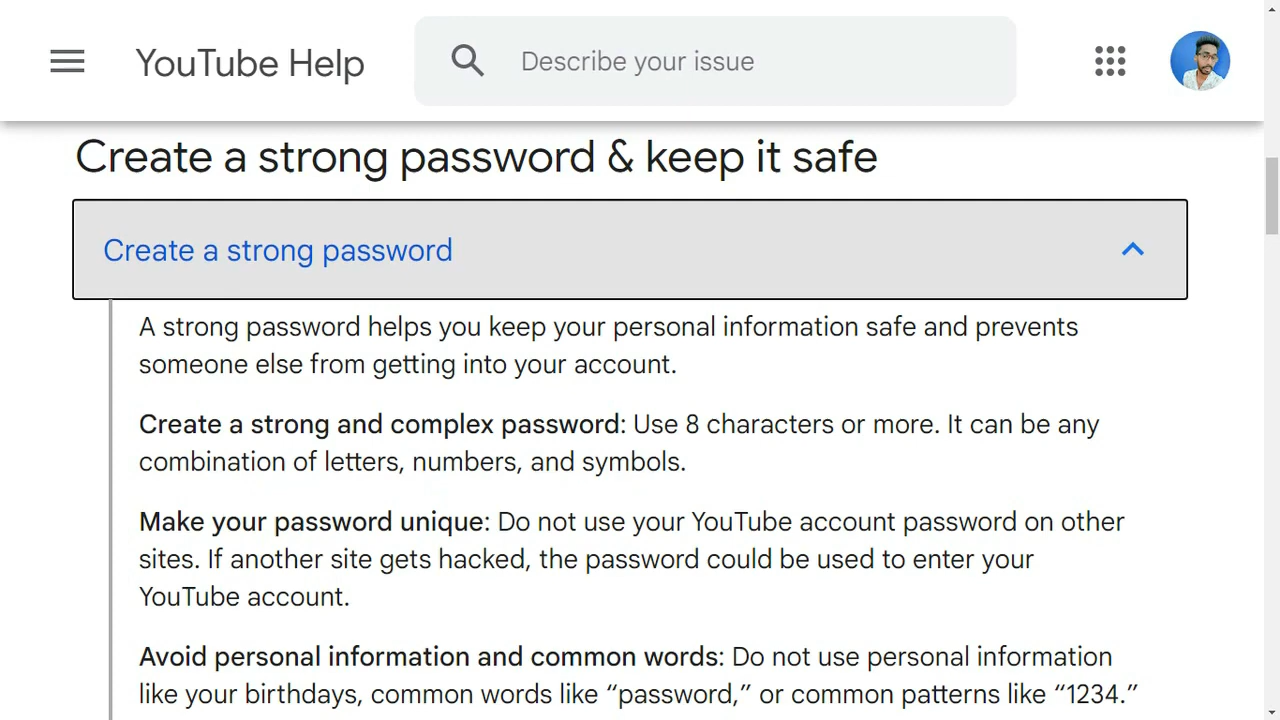 YouTube Help
Describe your issue
Create a strong password & keep it safe
Create a strong password
A strong password helps you keep your personal information safe and prevents
someone else from getting into your account.
Create a strong and complex password: Use 8 characters or more. It can be any
combination of letters, numbers, and symbols.
Make your password unique: Do not use your YouTube account password on other
sites. If another site gets hacked, the password could be used to enter your
YouTube account.
Avoid personal information and common words: Do not use personal information
like your birthdays, common words like “password,” or common patterns like “1234.”